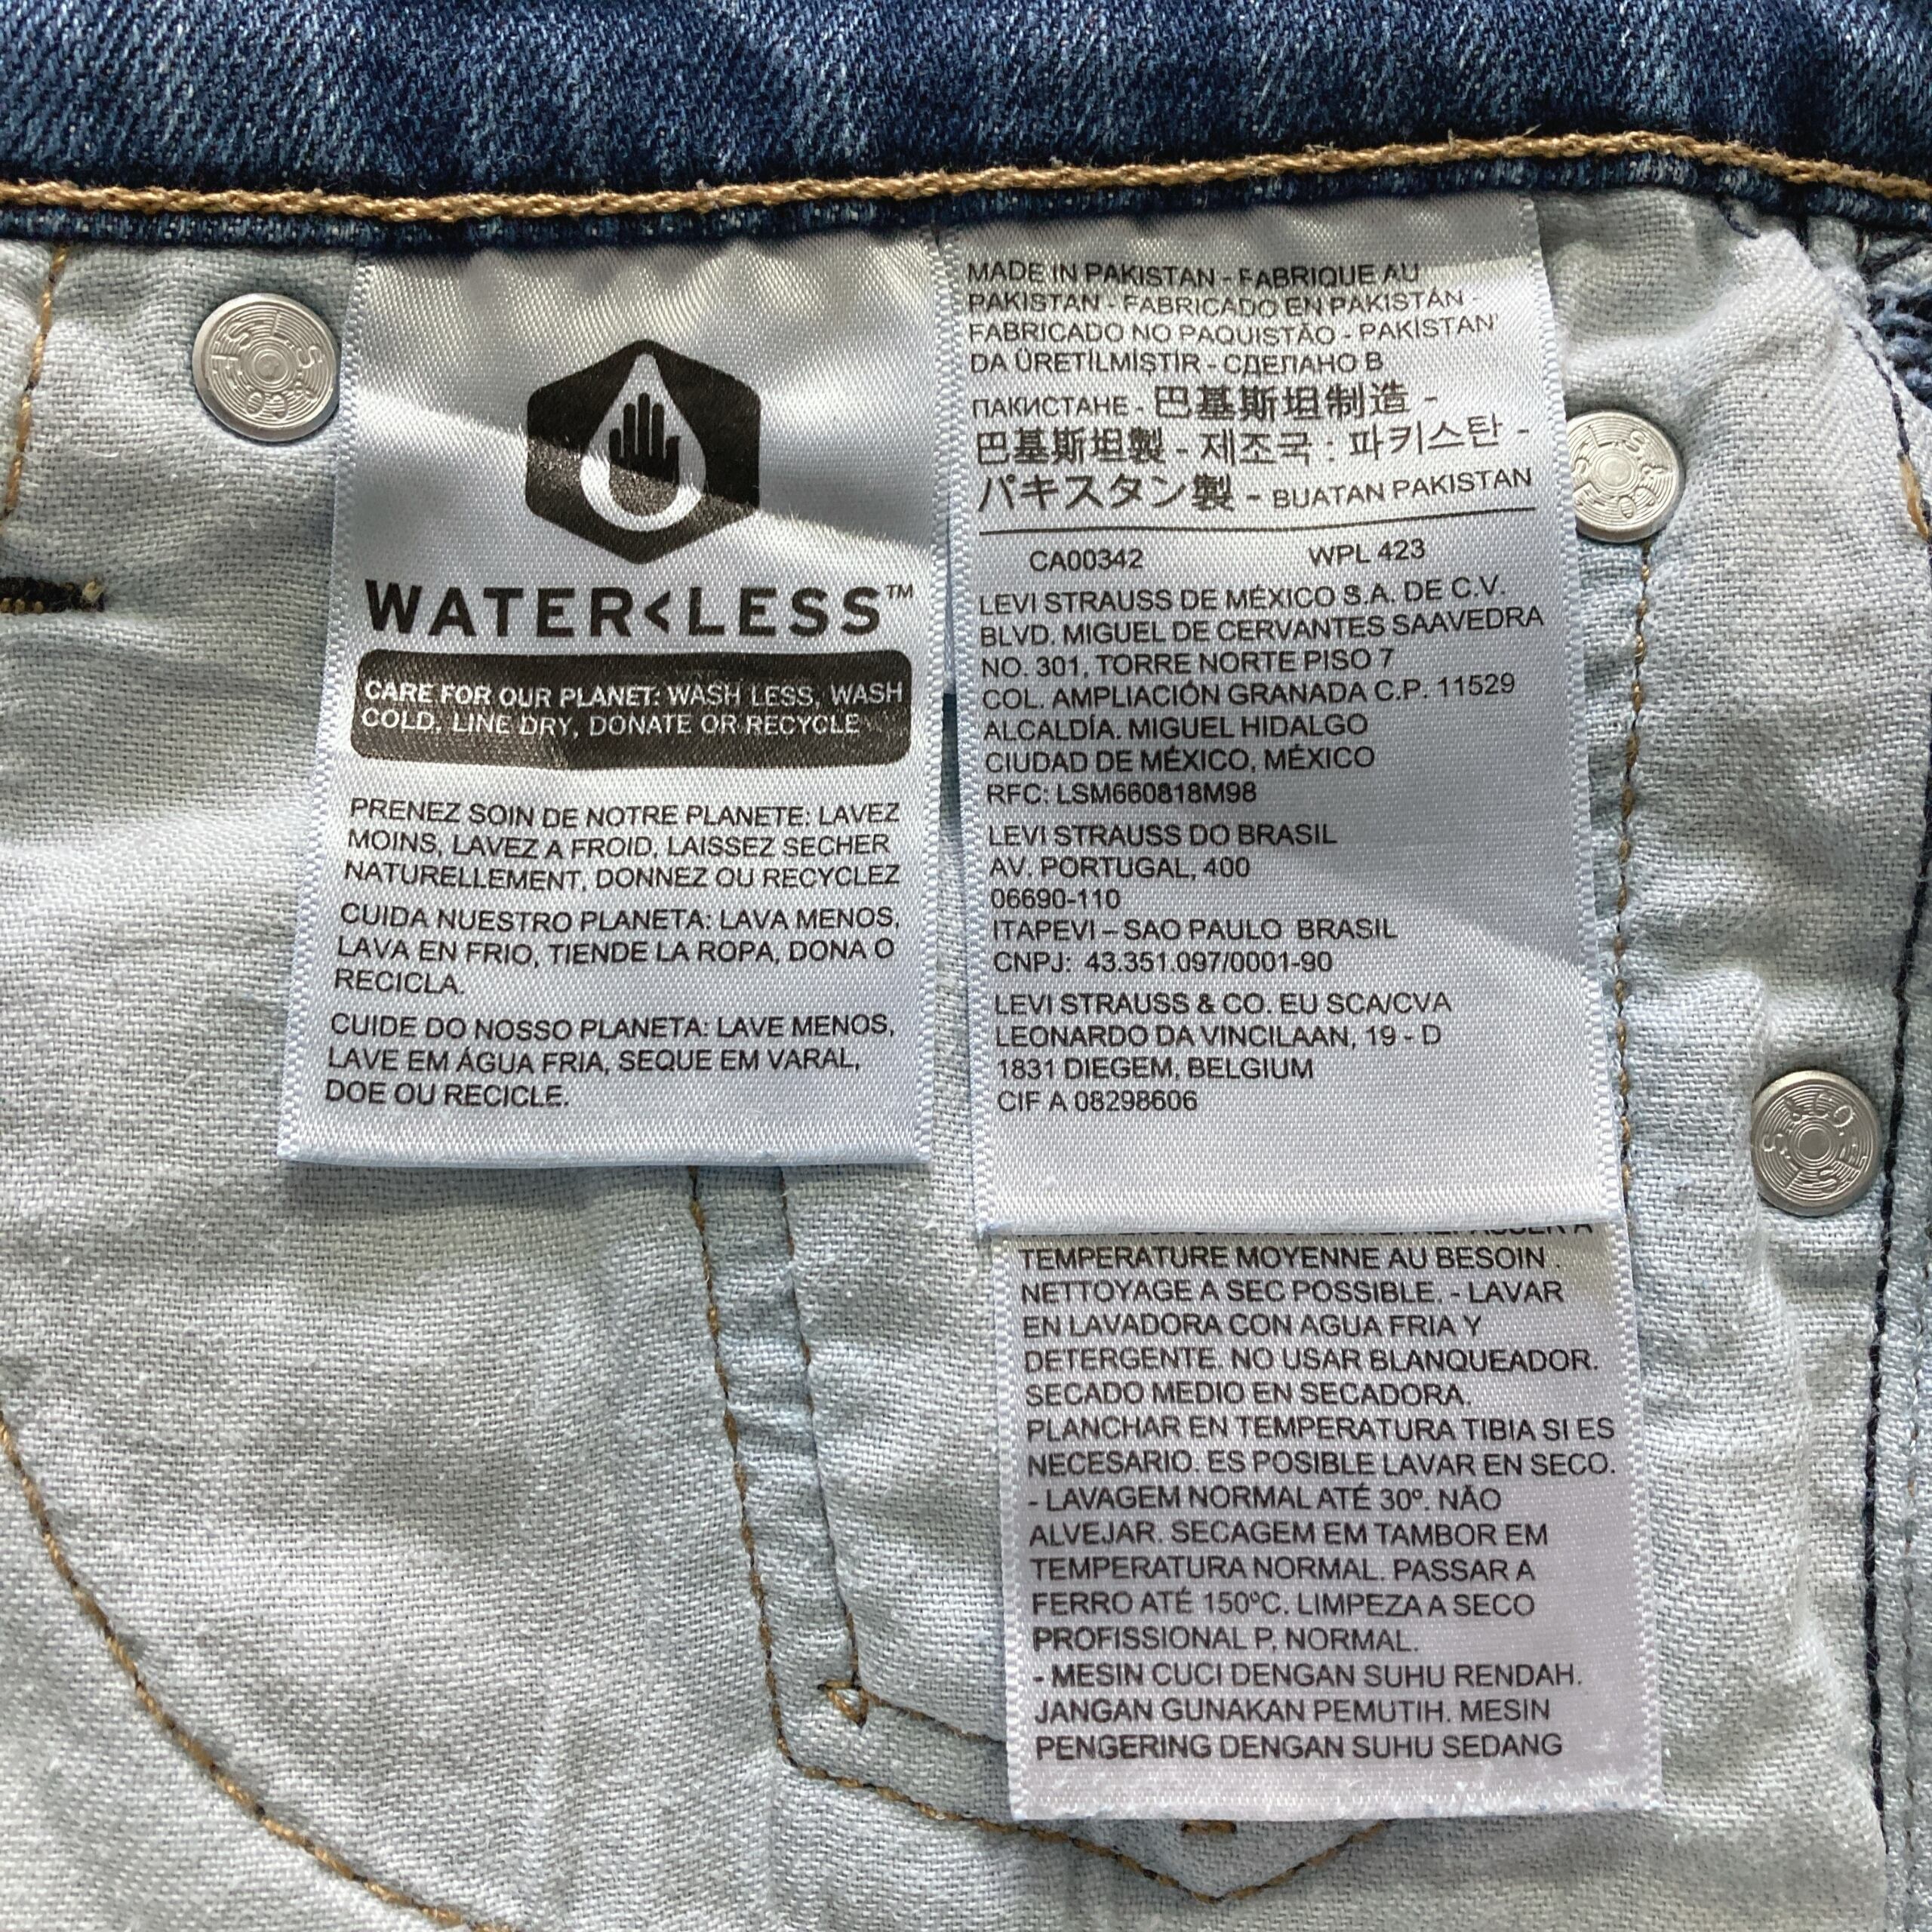 WATER<LESS™
CARE FOR OUR PLANET: WASH LESS, WASH
COLD, LINE DRY, DONATE OR RECYCLE
PRENEZ SOIN DE NOTRE PLANETE: LAVEZ
MOINS, LAVEZ A FROID, LAISSEZ SECHER
NATURELLEMENT, DONNEZ OU RECYCLEZ
CUIDA NUESTRO PLANETA: LAVA MENOS,
LAVA EN FRIO, TIENDE LA ROPA, DONA O
RECICLA.
CUIDE DO NOSSO PLANETA: LAVE MENOS,
LAVE EM ÁGUA FRIA, SEQUE EM VARAL,
DOE OU RECICLE.
MADE IN PAKISTAN - FABRIQUE AU
PAKISTAN - FABRICADO EN PAKISTÁN -
FABRICADO NO PAQUISTÃO - PAKİSTAN'
DA ÜRETİLMİŞTİR - СДЕЛАНО В
ПАКИСТАНЕ - 巴基斯坦制造 -
巴基斯坦製 - 제조국 : 파키스탄 -
パキスタン製 - BUATAN PAKISTAN
CA00342 WPL 423
LEVI STRAUSS DE MÉXICO S.A. DE C.V.
BLVD. MIGUEL DE CERVANTES SAAVEDRA
NO. 301, TORRE NORTE PISO 7
COL. AMPLIACIÓN GRANADA C.P. 11529
ALCALDÍA. MIGUEL HIDALGO
CIUDAD DE MÉXICO, MÉXICO
RFC: LSM660818M98
LEVI STRAUSS DO BRASIL
AV. PORTUGAL, 400
06690-110
ITAPEVI – SAO PAULO BRASIL
CNPJ: 43.351.097/0001-90
LEVI STRAUSS & CO. EU SCA/CVA
LEONARDO DA VINCILAAN, 19 - D
1831 DIEGEM, BELGIUM
CIF A 08298606
TEMPERATURE MOYENNE AU BESOIN .
NETTOYAGE A SEC POSSIBLE. - LAVAR
EN LAVADORA CON AGUA FRIA Y
DETERGENTE. NO USAR BLANQUEADOR.
SECADO MEDIO EN SECADORA.
PLANCHAR EN TEMPERATURA TIBIA SI ES
NECESARIO. ES POSIBLE LAVAR EN SECO.
- LAVAGEM NORMAL ATÉ 30º. NÃO
ALVEJAR. SECAGEM EM TAMBOR EM
TEMPERATURA NORMAL. PASSAR A
FERRO ATÉ 150ºC. LIMPEZA A SECO
PROFISSIONAL P, NORMAL.
- MESIN CUCI DENGAN SUHU RENDAH.
JANGAN GUNAKAN PEMUTIH. MESIN
PENGERING DENGAN SUHU SEDANG